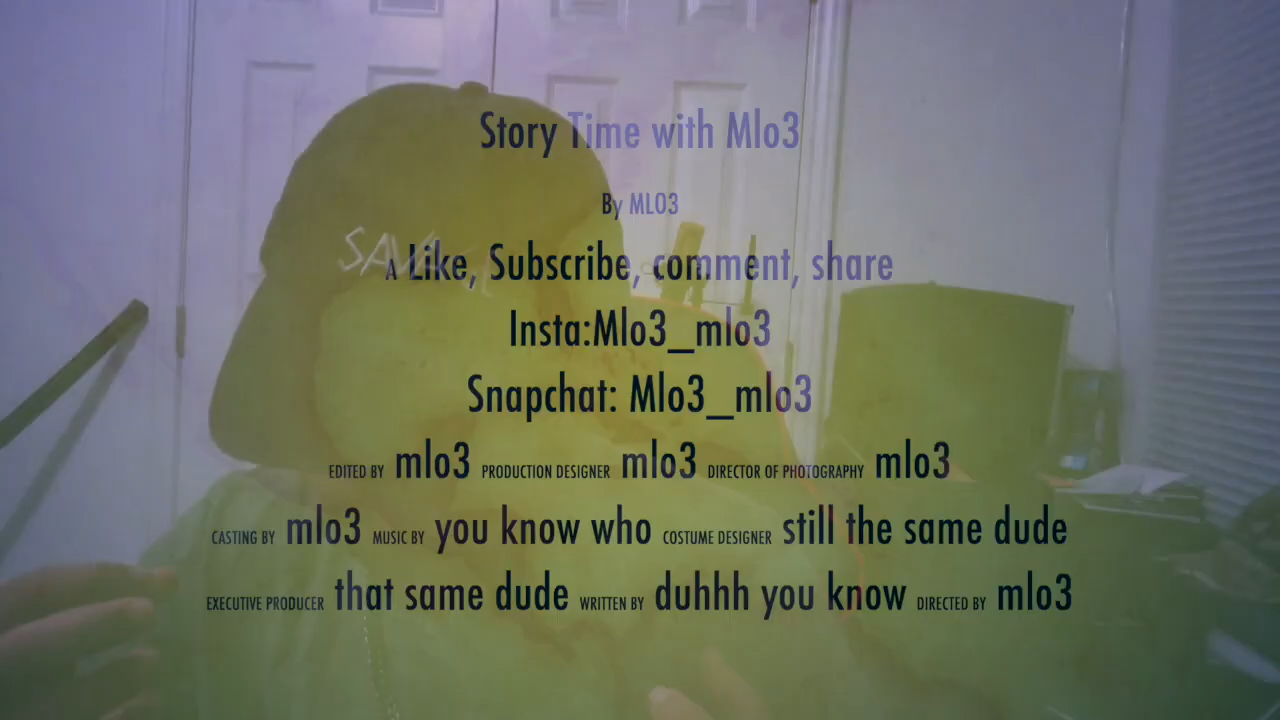 Story Time with Mlo3
By MLO3
A Like, Subscribe, comment, share
Insta:Mlo3_mlo3
Snapchat: Mlo3_mlo3
EDITED BY mlo3 PRODUCTION DESIGNER mlo3 DIRECTOR OF PHOTOGRAPHY mlo3
CASTING BY mlo3 MUSIC BY you know who COSTUME DESIGNER still the same dude
EXECUTIVE PRODUCER that same dude WRITTEN BY duhhh you know DIRECTED BY mlo3